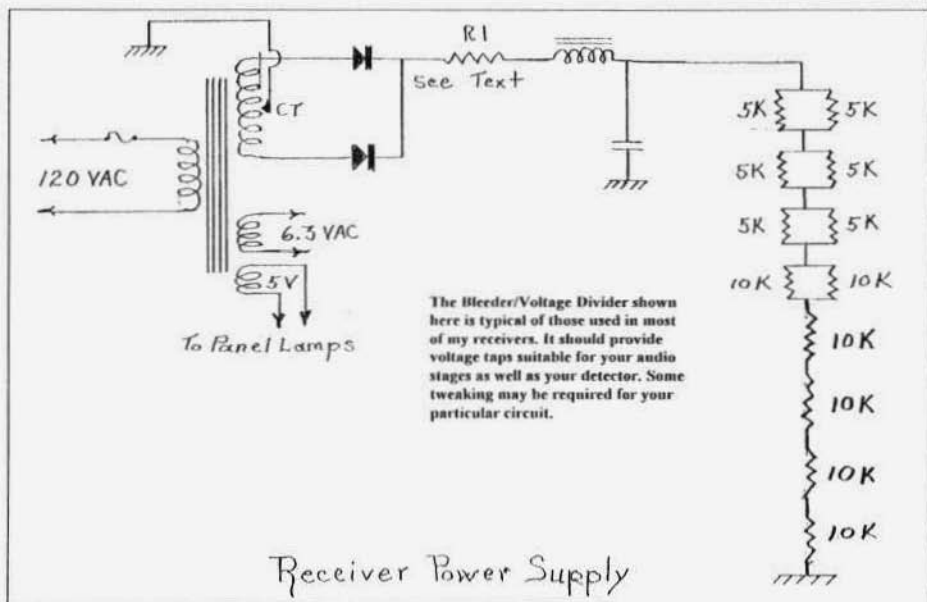 R1
see Text
CT
120 VAC
6.3 VAC
5V
To Panel Lamps
5K 5K
5K 5K
5K 5K
10K 10K
10K
10K
10K
10K
The Bleeder/Voltage Divider shown
here is typical of those used in most
of my receivers. It should provide
voltage taps suitable for your audio
stages as well as your detector. Some
tweaking may be required for your
particular circuit.
Receiver Power Supply